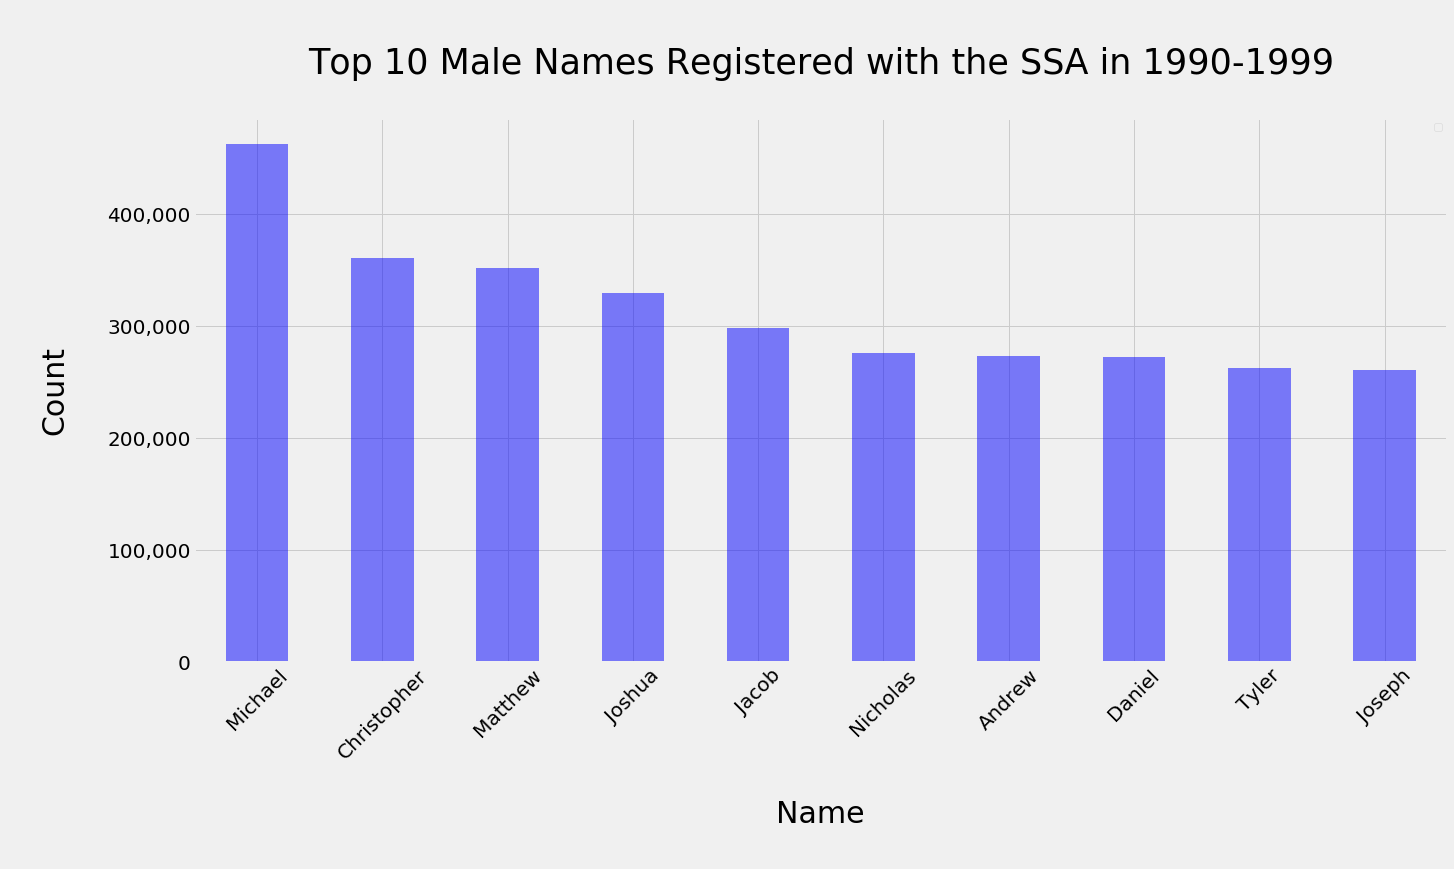 Top 10 Male Names Registered with the SSA in 1990-1999
Count
400,000
300,000
200,000
100,000
0
Michael
Christopher
Matthew
Joshua
Jacob
Nicholas
Andrew
Daniel
Tyler
Joseph
Name